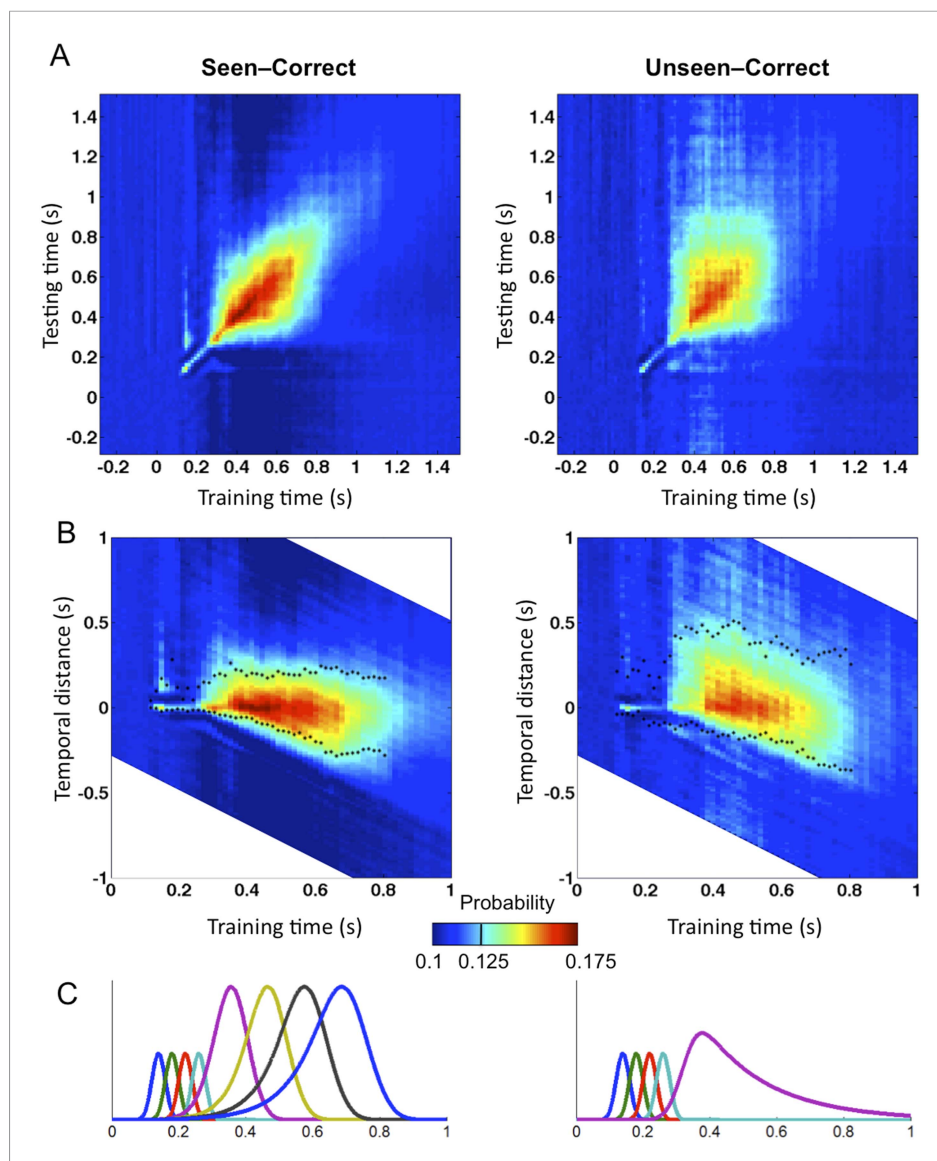 A
Seen–Correct
Unseen–Correct
Testing time (s)
1.4
1.2
1
0.8
0.6
0.4
0.2
0
-0.2
-0.2 0 0.2 0.4 0.6 0.8 1 1.2 1.4
Training time (s)
Testing time (s)
1.4
1.2
1
0.8
0.6
0.4
0.2
0
-0.2
-0.2 0 0.2 0.4 0.6 0.8 1 1.2 1.4
Training time (s)
B
Temporal distance (s)
1
0.5
0
-0.5
-1
0 0.2 0.4 0.6 0.8 1
Training time (s)
Temporal distance (s)
1
0.5
0
-0.5
-1
0 0.2 0.4 0.6 0.8 1
Training time (s)
Probability
0.1 0.125 0.175
C
0 0.2 0.4 0.6 0.8 1
0 0.2 0.4 0.6 0.8 1